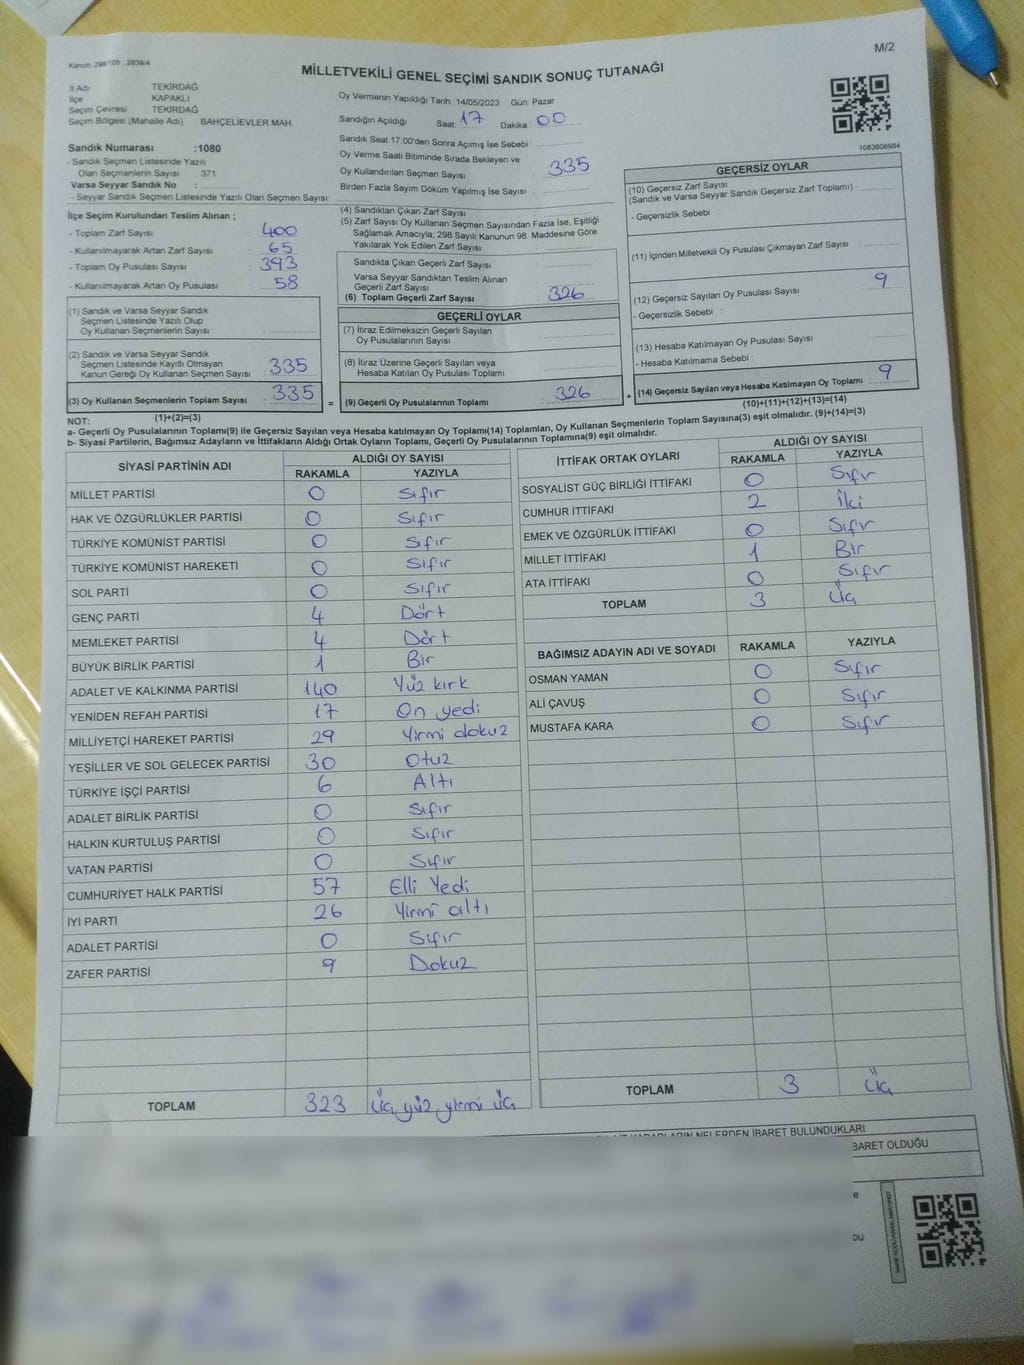 M/2
Kanun: 298/105 , 2839/4
MİLLETVEKİLİ GENEL SEÇİMİ SANDIK SONUÇ TUTANAĞI
İl Adı TEKİRDAĞ
İlçe KAPAKLI
Seçim Çevresi : TEKİRDAĞ
Seçim Bölgesi (Mahalle Adı) BAHÇELİEVLER MAH.
Sandık Numarası :1080
- Sandık Seçmen Listesinde Yazılı
Olan Seçmenlerin Sayısı : 371
Varsa Seyyar Sandık No :
- Seyyar Sandık Seçmen Listesinde Yazılı Olan Seçmen Sayısı:
İlçe Seçim Kurulundan Teslim Alınan ;
- Toplam Zarf Sayısı : 400
- Kullanılmayarak Artan Zarf Sayısı : 65
- Toplam Oy Pusulası Sayısı : 393
- Kullanılmayarak Artan Oy Pusulası : 58
(1) Sandık ve Varsa Seyyar Sandık
Seçmen Listesinde Yazılı Olup
Oy Kullanan Seçmenlerin Sayısı
(2) Sandık ve Varsa Seyyar Sandık
Seçmen Listesinde Kayıtlı Olmayan
Kanun Gereği Oy Kullanan Seçmen Sayısı : 335
(3) Oy Kullanan Seçmenlerin Toplam Sayısı 335
(1)+(2)=(3)
Oy Vermenin Yapıldığı Tarih :14/05/2023 Gün: Pazar
Sandığın Açıldığı Saat: 17 Dakika: 00
Sandık Saat 17:00'den Sonra Açımış İse Sebebi :
Oy Verme Saati Bitiminde Sırada Bekleyen ve
Oy Kullandırılan Seçmen Sayısı : 335
Birden Fazla Sayım Döküm Yapılmış İse Sayısı :
(4) Sandıktan Çıkan Zarf Sayısı :
(5) Zarf Sayısı Oy Kullanan Seçmen Sayısından Fazla İse, Eşitliği
Sağlamak Amacıyla; 298 Sayılı Kanunun 98. Maddesine Göre
Yakılarak Yok Edilen Zarf Sayısı :
Sandıkta Çıkan Geçerli Zarf Sayısı :
Varsa Seyyar Sandıktan Teslim Alınan
Geçerli Zarf Sayısı :
(6) Toplam Geçerli Zarf Sayısı : 326
GEÇERLİ OYLAR
(7) İtiraz Edilmeksizin Geçerli Sayılan
Oy Pusulalarının Sayısı :
(8) İtiraz Üzerine Geçerli Sayılan veya
Hesaba Katılan Oy Pusulası Toplamı :
= (9) Geçerli Oy Pusulalarının Toplamı : 326
1083606984
GEÇERSİZ OYLAR
(10) Geçersiz Zarf Sayısı
(Sandık ve Varsa Seyyar Sandık Geçersiz Zarf Toplamı) :
- Geçersizlik Sebebi :
(11) İçinden Milletvekili Oy Pusulası Çıkmayan Zarf Sayısı :
(12) Geçersiz Sayılan Oy Pusulası Sayısı : 9
- Geçersizlik Sebebi :
(13) Hesaba Katılmayan Oy Pusulası Sayısı
- Hesaba Katılmama Sebebi :
+ (14) Geçersiz Sayılan veya Hesaba Katılmayan Oy Toplamı : 9
(10)+(11)+(12)+(13)=(14)
NOT:
a- Geçerli Oy Pusulalarının Toplamı(9) ile Geçersiz Sayılan veya Hesaba katılmayan Oy Toplamı(14) Toplamları, Oy Kullanan Seçmenlerin Toplam Sayısına(3) eşit olmalıdır. (9)+(14)=(3)
b- Siyasi Partilerin, Bağımsız Adayların ve İttifakların Aldığı Ortak Oyların Toplamı, Geçerli Oy Pusulalarının Toplamına(9) eşit olmalıdır.
SİYASİ PARTİNİN ADI ALDIĞI OY SAYISI
RAKAMLA YAZIYLA
MİLLET PARTİSİ 0 Sıfır
HAK VE ÖZGÜRLÜKLER PARTİSİ 0 Sıfır
TÜRKİYE KOMÜNİST PARTİSİ 0 Sıfır
TÜRKİYE KOMÜNİST HAREKETİ 0 Sıfır
SOL PARTİ 0 Sıfır
GENÇ PARTİ 4 Dört
MEMLEKET PARTİSİ 4 Dört
BÜYÜK BİRLİK PARTİSİ 1 Bir
ADALET VE KALKINMA PARTİSİ 140 Yüz kırk
YENİDEN REFAH PARTİSİ 17 On yedi
MİLLİYETÇİ HAREKET PARTİSİ 29 Yirmi dokuz
YEŞİLLER VE SOL GELECEK PARTİSİ 30 Otuz
TÜRKİYE İŞÇİ PARTİSİ 6 Altı
ADALET BİRLİK PARTİSİ 0 Sıfır
HALKIN KURTULUŞ PARTİSİ 0 Sıfır
VATAN PARTİSİ 0 Sıfır
CUMHURİYET HALK PARTİSİ 57 Elli Yedi
İYİ PARTİ 26 Yirmi altı
ADALET PARTİSİ 0 Sıfır
ZAFER PARTİSİ 9 Dokuz
TOPLAM 323 Üç yüz yirmi üç
İTTİFAK ORTAK OYLARI ALDIĞI OY SAYISI
RAKAMLA YAZIYLA
SOSYALİST GÜÇ BİRLİĞİ İTTİFAKI 0 Sıfır
CUMHUR İTTİFAKI 2 İki
EMEK VE ÖZGÜRLÜK İTTİFAKI 0 Sıfır
MİLLET İTTİFAKI 1 Bir
ATA İTTİFAKI 0 Sıfır
TOPLAM 3 Üç
BAĞIMSIZ ADAYIN ADI VE SOYADI RAKAMLA YAZIYLA
OSMAN YAMAN 0 Sıfır
ALİ ÇAVUŞ 0 Sıfır
MUSTAFA KARA 0 Sıfır
TOPLAM 3 Üç
NELERDEN İBARET BULUNDUKLARI
BARET OLDUĞU